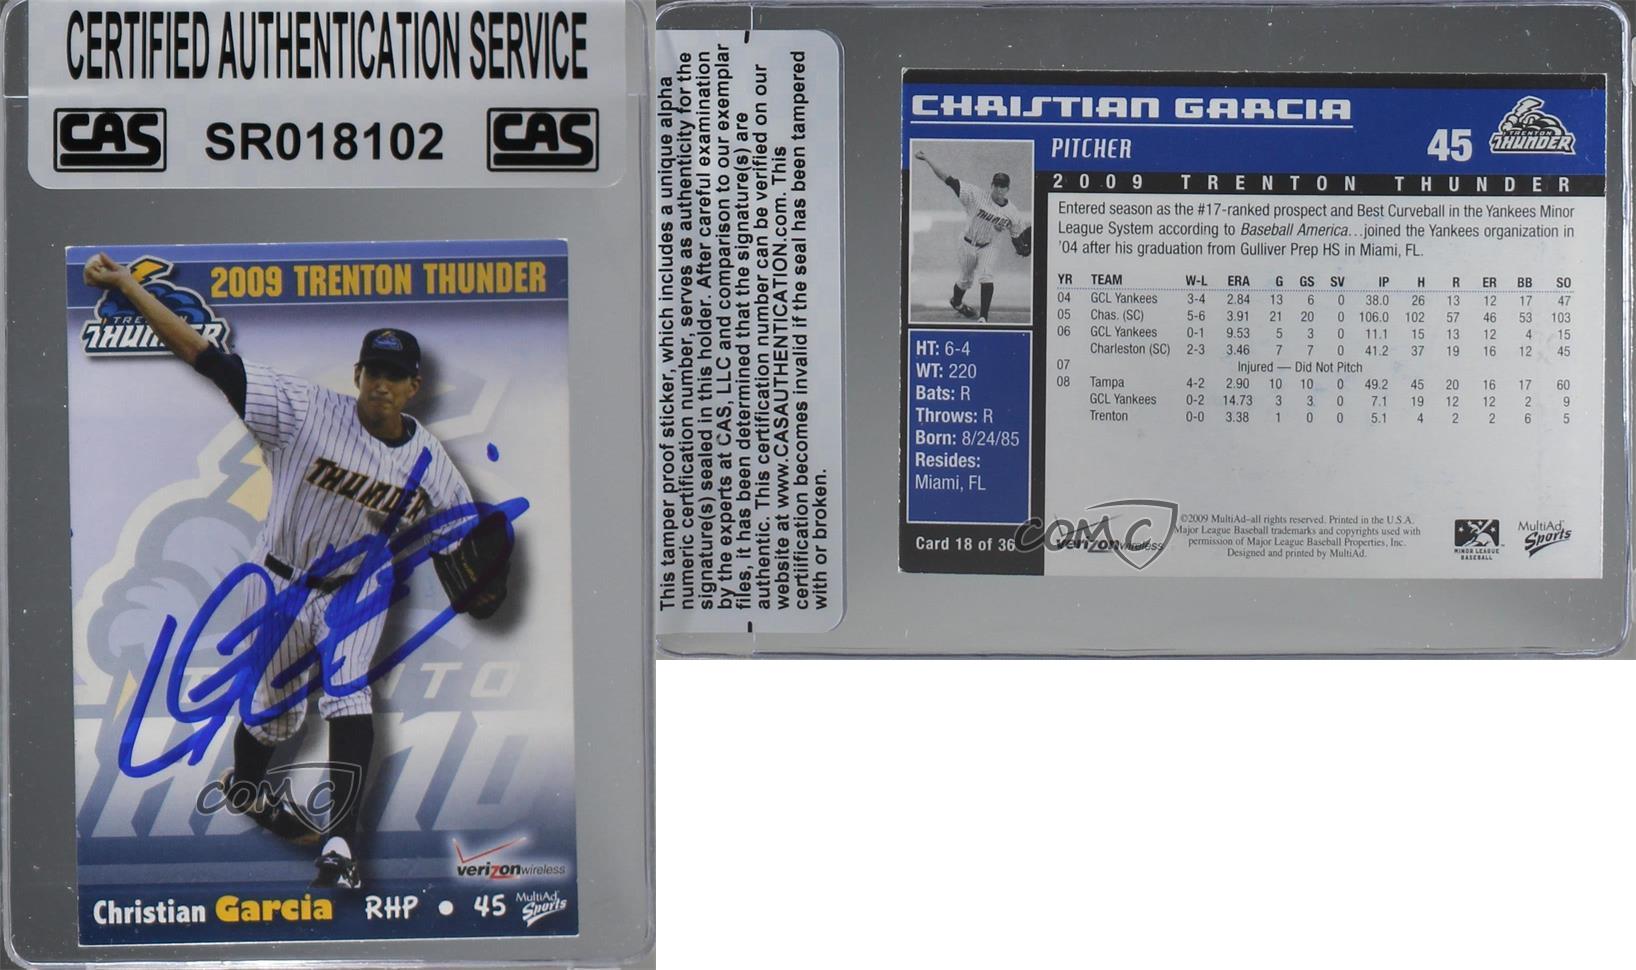 CERTIFIED AUTHENTICATION SERVICE
CAS SR018102 CAS
2009 TRENTON THUNDER
TRENTON
THUNDER
THUNDER
verizonwireless
Christian Garcia RHP • 45 MultiAd Sports
COMC
This tamper proof sticker, which includes a unique alpha
numeric certification number, serves as authenticity for the
signature(s) sealed in this holder. After careful examination
by the experts at CAS, LLC and comparison to our exemplar
files, it has been determined that the signature(s) are
authentic. This certification number can be verified on our
website at www.CASAUTHENTICATION.com. This
certiification becomes invalid if the seal has been tampered
with or broken.
CHRISTIAN GARCIA
PITCHER
45
TRENTON
THUNDER
2009 TRENTON THUNDER
THUNDER
HT: 6-4
WT: 220
Bats: R
Throws: R
Born: 8/24/85
Resides:
Miami, FL
Card 18 of 36
Entered season as the #17-ranked prospect and Best Curveball in the Yankees Minor
League System according to Baseball America…joined the Yankees organization in
'04 after his graduation from Gulliver Prep HS in Miami, FL.
YR TEAM W-L ERA G GS SV IP H R ER BB SO
04 GCL Yankees 3-4 2.84 13 6 0 38.0 26 13 12 17 47
05 Chas. (SC) 5-6 3.91 21 20 0 106.0 102 57 46 53 103
06 GCL Yankees 0-1 9.53 5 3 0 11.1 15 13 12 4 15
Charleston (SC) 2-3 3.46 7 7 0 41.2 37 19 16 12 45
07 Injured — Did Not Pitch
08 Tampa 4-2 2.90 10 10 0 49.2 45 20 16 17 60
GCL Yankees 0-2 14.73 3 3 0 7.1 19 12 12 2 9
Trenton 0-0 3.38 1 0 0 5.1 4 2 2 6 5
COMC
verizonwireless
©2009 MultiAd–all rights reserved. Printed in the U.S.A.
Major League Baseball trademarks and copyrights used with
permission of Major League Baseball Properties, Inc.
Designed and printed by MultiAd.
MINOR LEAGUE
BASEBALL
MultiAd
Sports